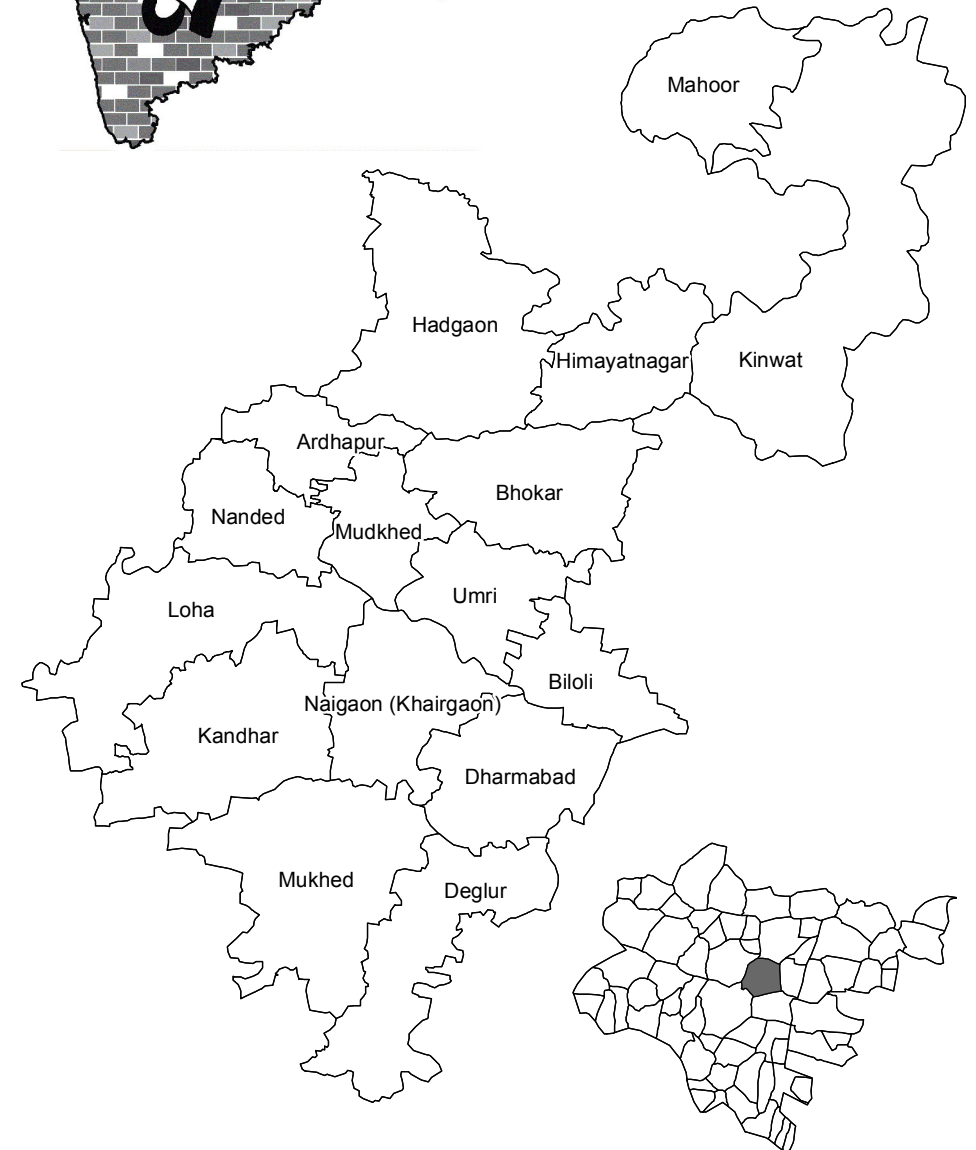 Mahoor
Hadgaon
Himayatnagar
Kinwat
Ardhapur
Bhokar
Nanded
Mudkhed
Umri
Loha
Biloli
Naigaon (Khairgaon)
Kandhar
Dharmabad
Mukhed
Deglur